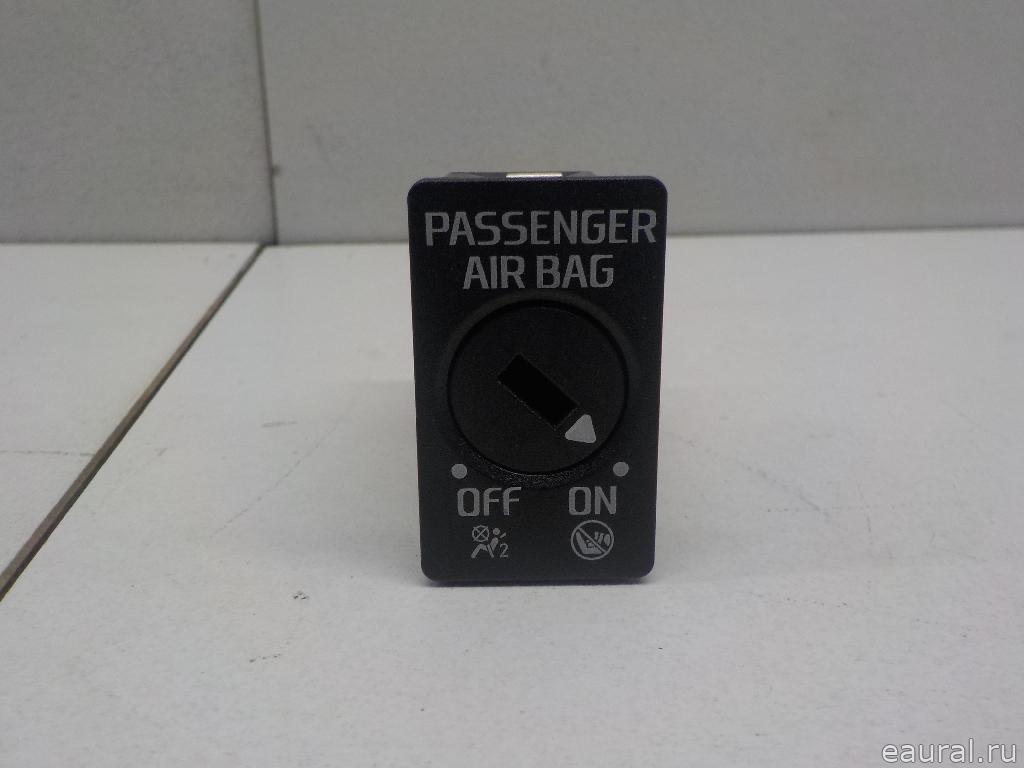 PASSENGER
AIR BAG
OFF ON
2
eaural.ru